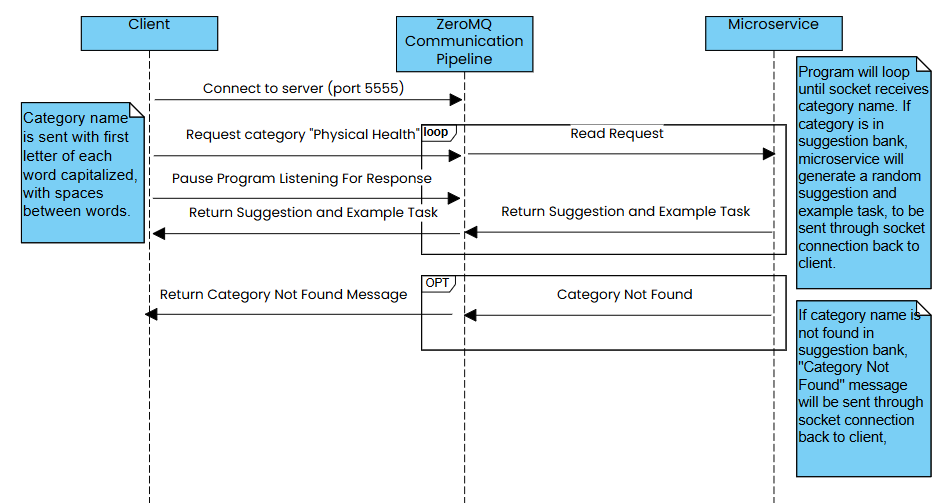 Client
ZeroMQ
Communication
Pipeline
Microservice
Connect to server (port 5555)
Category name
is sent with first
letter of each
word capitalized,
with spaces
between words.
Request category "Physical Health"
loop
Read Request
Pause Program Listening For Response
Return Suggestion and Example Task
Return Suggestion and Example Task
Program will loop
until socket receives
category name. If
category is in
suggestion bank,
microservice will
generate a random
suggestion and
example task, to be
sent through socket
connection back to
client.
OPT
Return Category Not Found Message
Category Not Found
If category name is
not found in
suggestion bank,
"Category Not
Found" message
will be sent through
socket connection
back to client,